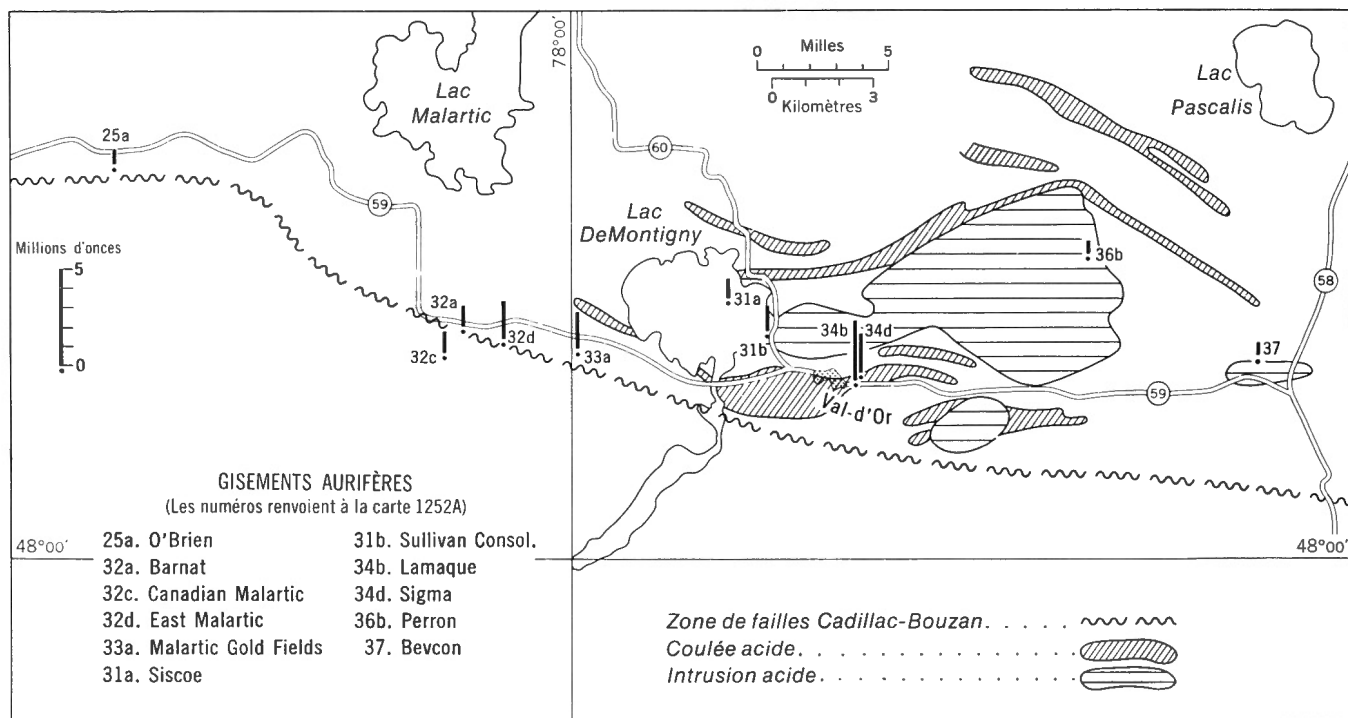 78°00'
Lac
Malartic
Milles
0 5
0 3
Kilomètres
Lac
Pascalis
25a
60
59
Lac
DeMontigny
Millions d'onces
5
0
36b
58
32a
32d
32c
33a
31a
31b
34b
34d
37
Val-d'Or
59
GISEMENTS AURIFÈRES
(Les numéros renvoient à la carte 1252A)
48°00'
48°00'
25a. O'Brien
32a. Barnat
32c. Canadian Malartic
32d. East Malartic
33a. Malartic Gold Fields
31a. Siscoe
31b. Sullivan Consol.
34b. Lamaque
34d. Sigma
36b. Perron
37. Bevcon
Zone de failles Cadillac-Bouzan. . . . . .
Coulée acide. . . . . . . . . . . . . . .
Intrusion acide. . . . . . . . . . . . . .